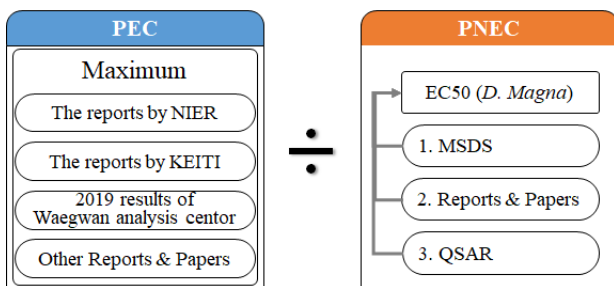 PEC
Maximum
The reports by NIER
The reports by KEITI
2019 results of
Waegwan analysis centor
Other Reports & Papers
÷
PNEC
EC50 (D. Magna)
1. MSDS
2. Reports & Papers
3. QSAR